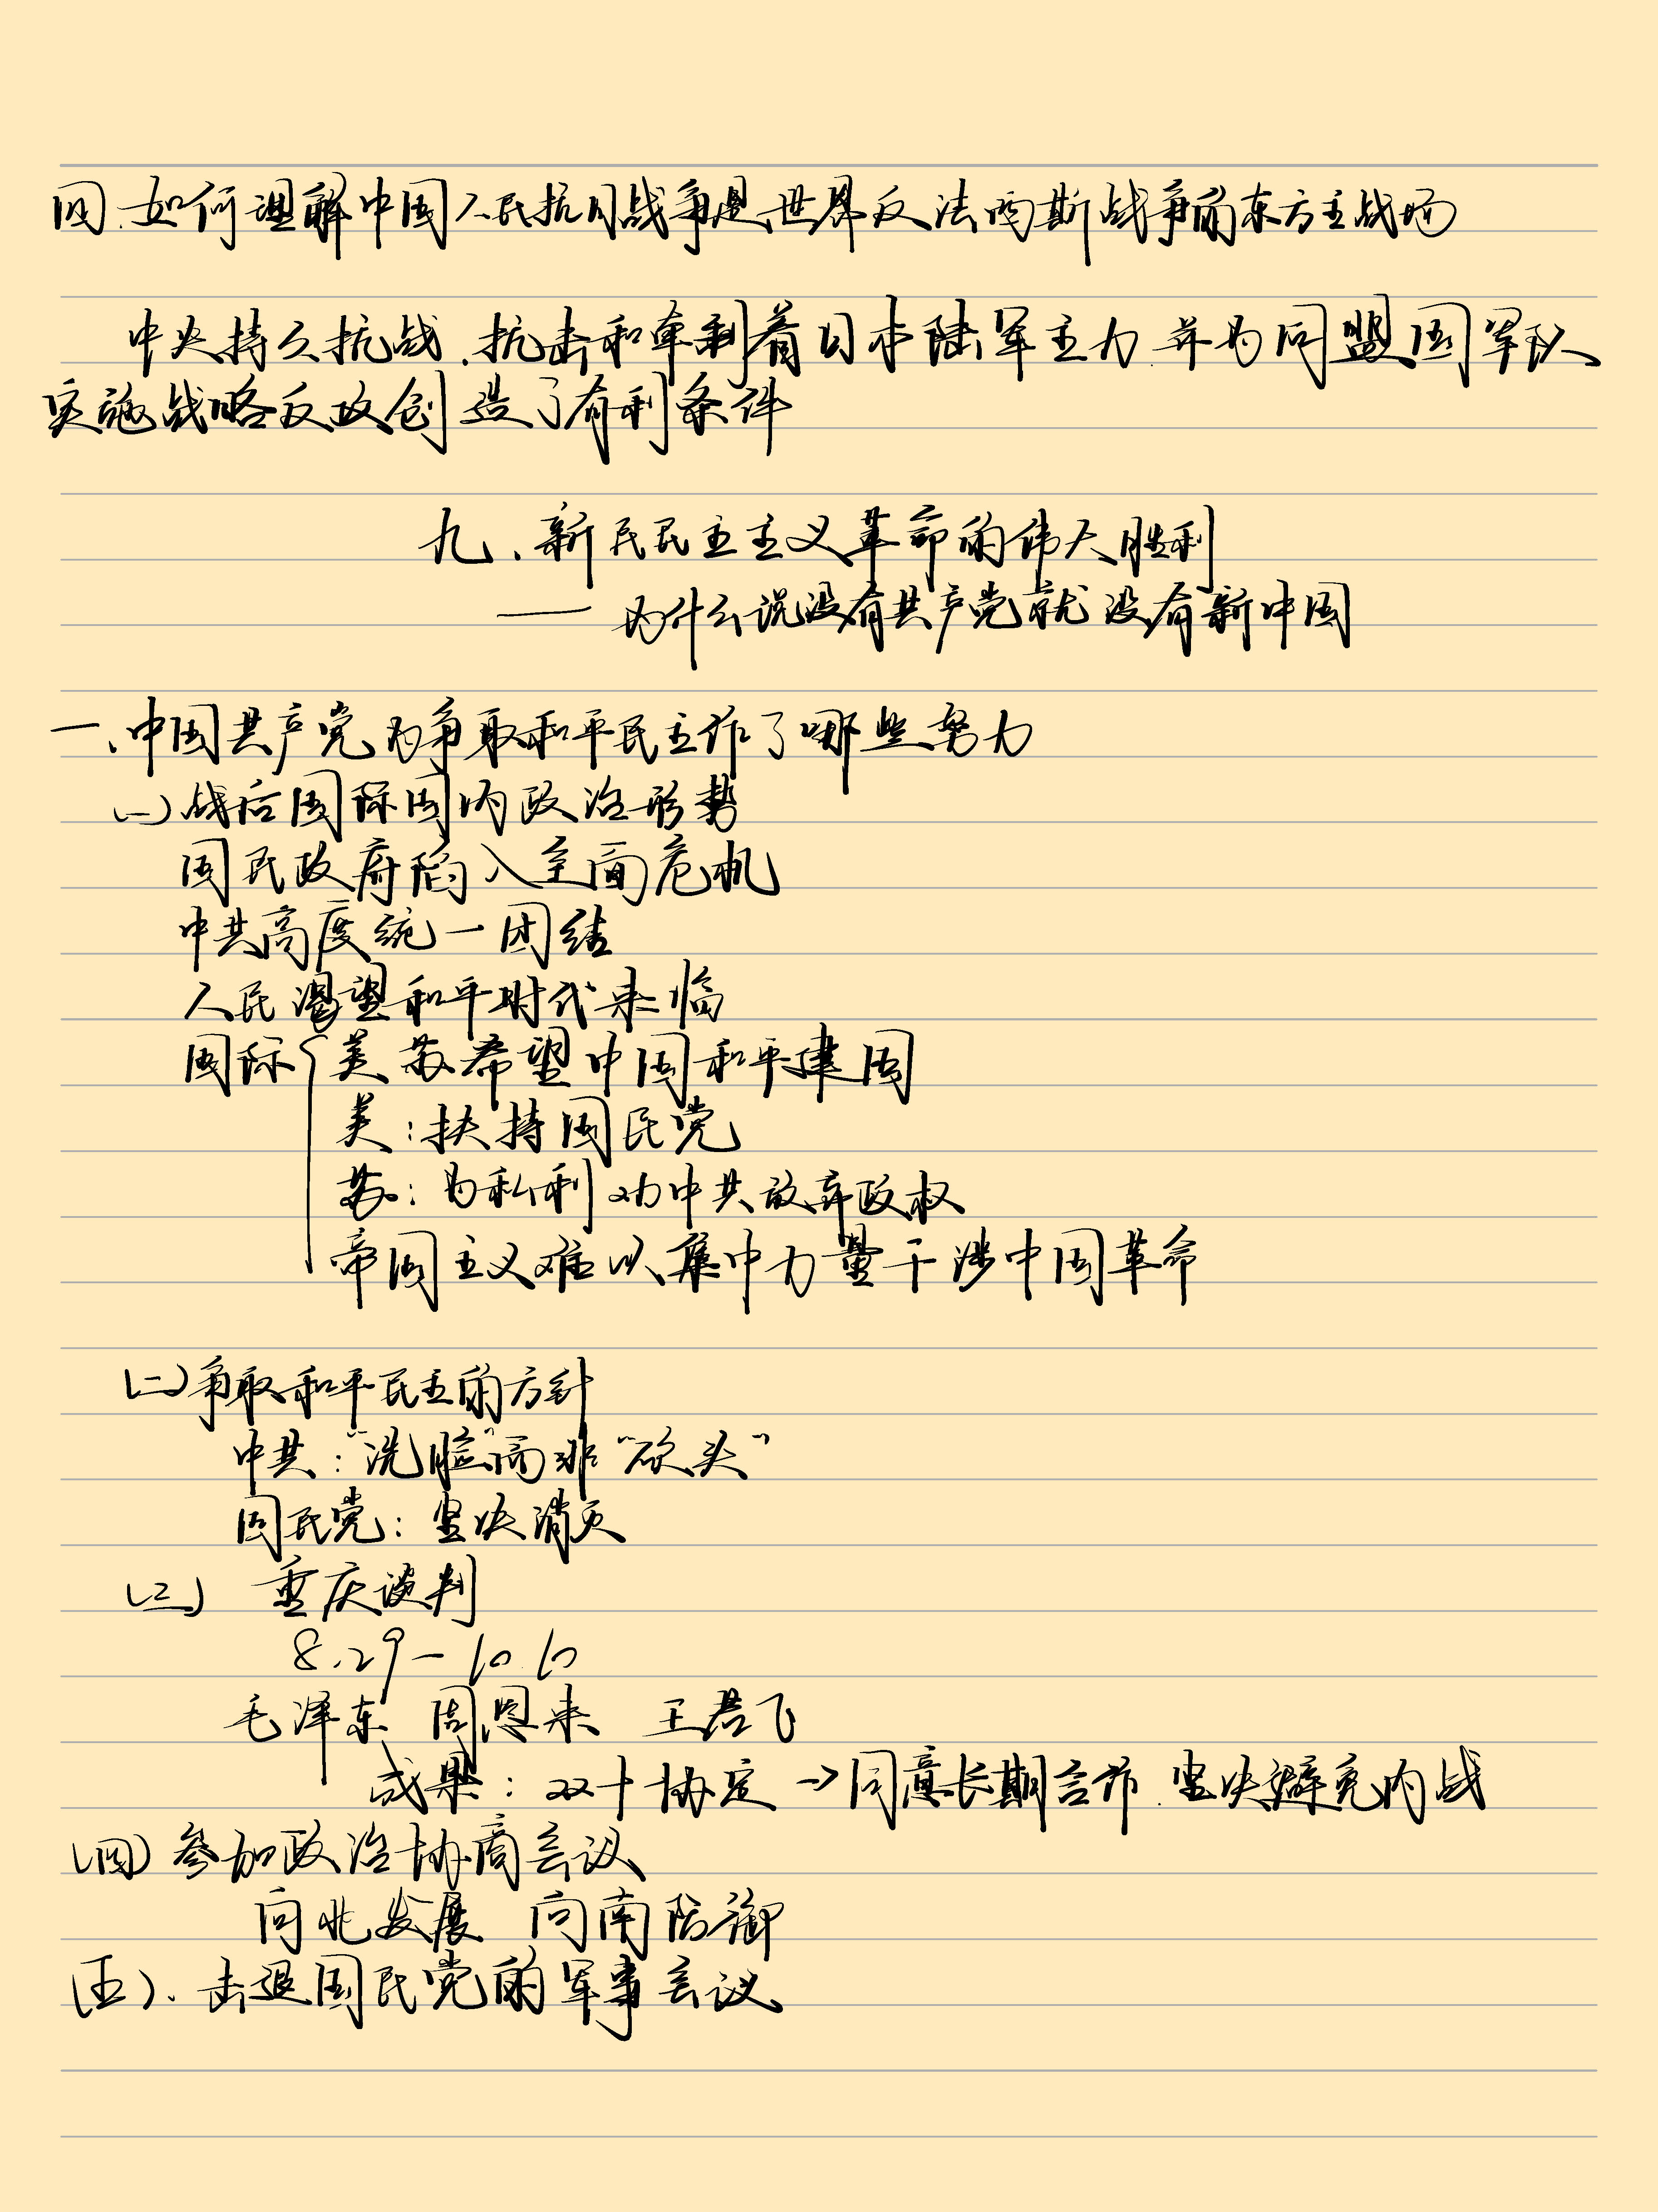 四、如何理解中国人民抗日战争是世界反法西斯战争的东方主战场
中央持久抗战、抗击和牵制着日本陆军主力、并为同盟国军队
实施战略反攻创造了有利条件
九、新民民主主义革命的伟大胜利
——为什么说没有共产党就没有新中国
一、中国共产党为争取和平民主作了哪些努力
(一)战后国际国内政治形势
国民政府陷入全面危机
中共高度统一团结
人民渴望和平时代来临
国际{美苏希望中国和平建国
美:扶持国民党
苏:为私利劝中共放弃政权
帝国主义难以集中力量干涉中国革命
(二)争取和平民主的方针
中共:“洗脸”而非“砍头”
国民党:坚决消灭
(三) 重庆谈判
8.29-10.10
毛泽东 周恩来 王若飞
成果:双十协定→同意长期合作、坚决避免内战
(四)参加政治协商会议
向北发展 向南防御
(五)、击退国民党的军事会议